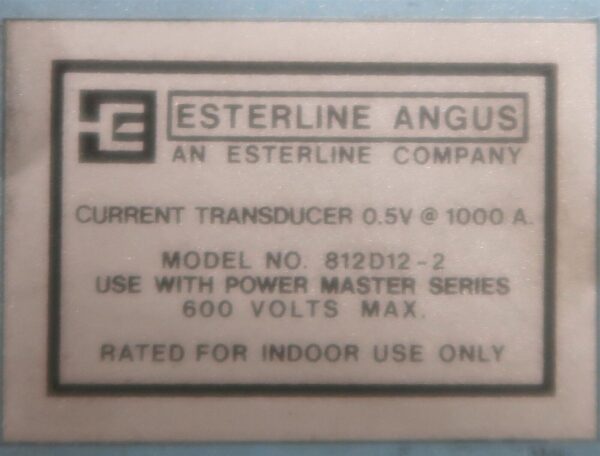 ESTERLINE ANGUS
AN ESTERLINE COMPANY
CURRENT TRANSDUCER 0.5V @ 1000 A.
MODEL NO. 812D12-2
USE WITH POWER MASTER SERIES
600 VOLTS MAX.
RATED FOR INDOOR USE ONLY